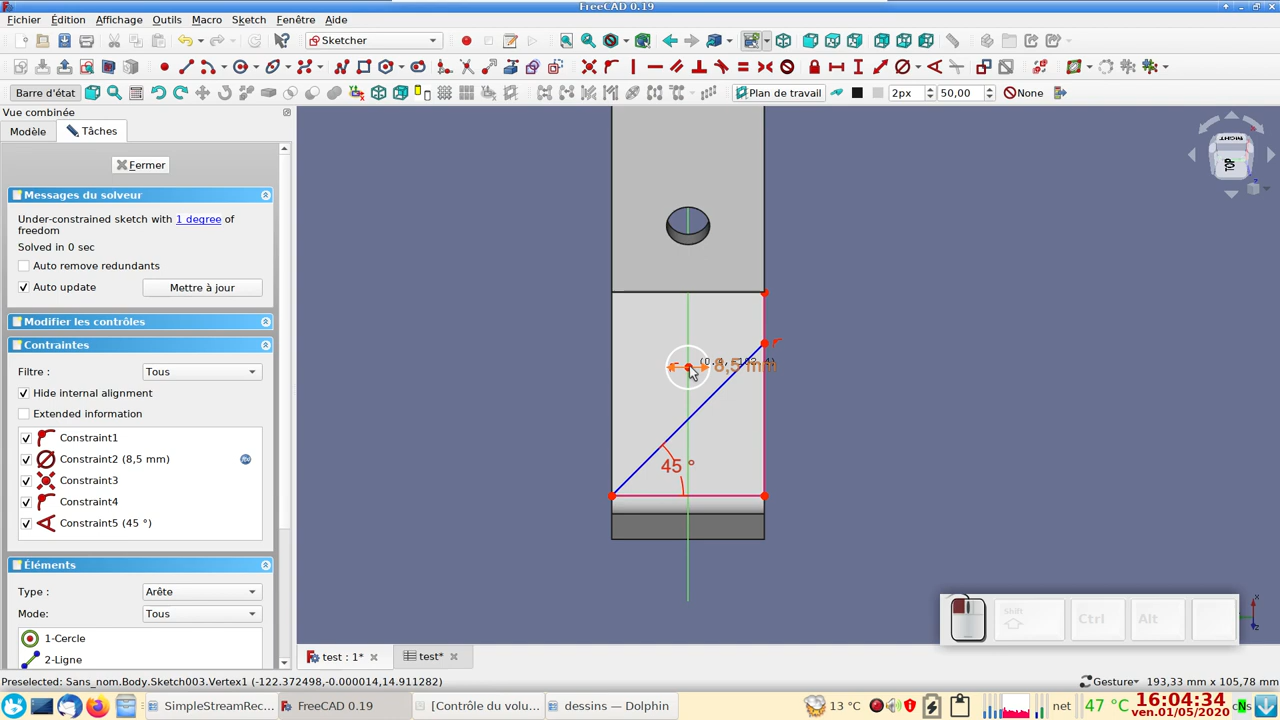 FreeCAD 0.19
Fichier Édition Affichage Outils Macro Sketch Fenêtre Aide
Sketcher
Barre d'état
Plan de travail
2px
50,00
None
Vue combinée
Modèle
Tâches
Fermer
Messages du solveur
Under-constrained sketch with 1 degree of
freedom
Solved in 0 sec
Auto remove redundants
Auto update
Mettre à jour
Modifier les contrôles
Contraintes
Filtre :
Tous
Hide internal alignment
Extended information
Constraint1
Constraint2 (8,5 mm)
Constraint3
Constraint4
Constraint5 (45 °)
Éléments
Type :
Arête
Mode:
Tous
1-Cercle
2-Ligne
RIGHT
TOP
8,5 mm
45 °
Shift
Ctrl
Alt
test : 1*
test*
Preselected: Sans_nom.Body.Sketch003.Vertex1 (-122.372498,-0.000014,14.911282)
Gesture
193,33 mm x 105,78 mm
SimpleStreamRec...
FreeCAD 0.19
[Contrôle du volu...
dessins — Dolphin
13 °C
net
47 °C
16:04:34
ven.01/05/2020